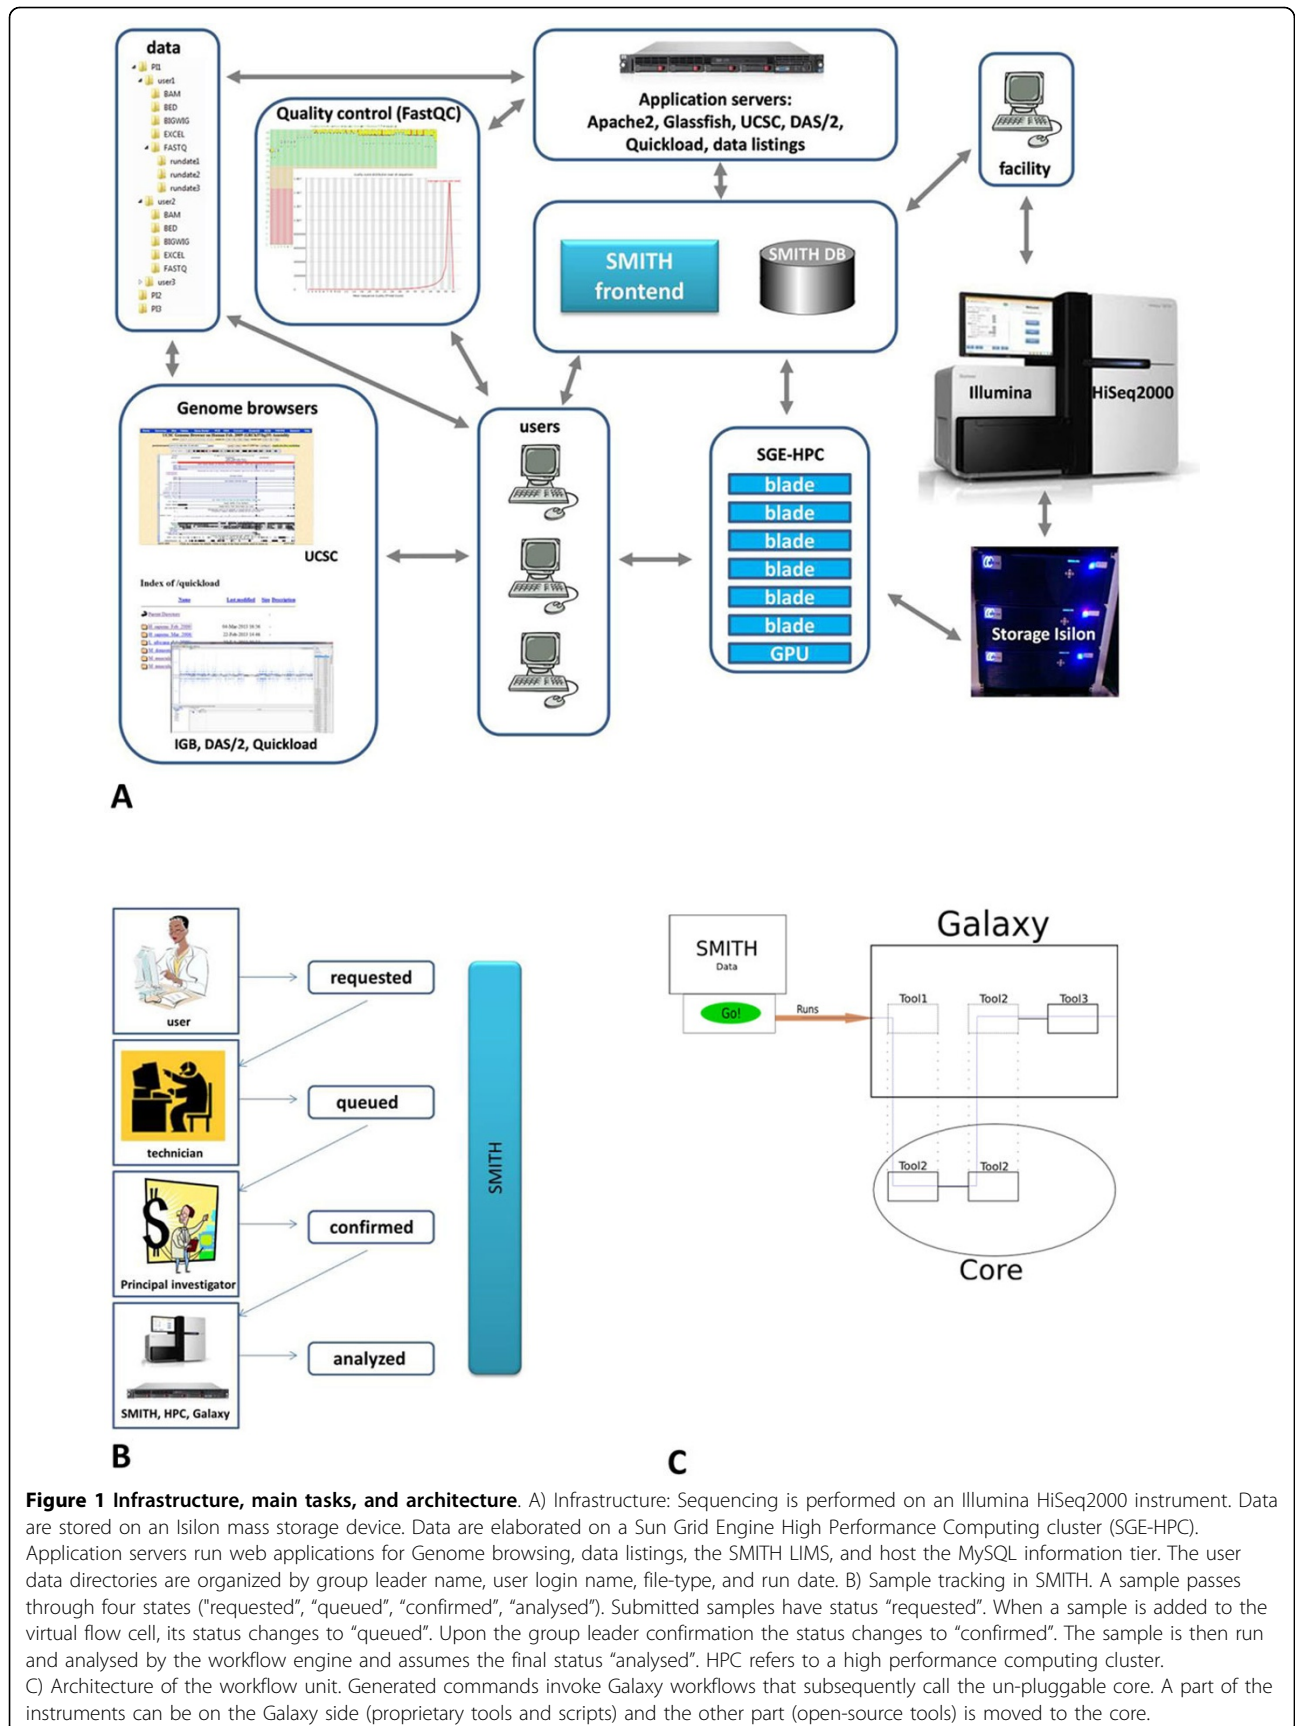 data
PI1
user1
BAM
BED
BIGWIG
EXCEL
FASTQ
rundate1
rundate2
rundate3
user2
BAM
BED
BIGWIG
EXCEL
FASTQ
user3
PI2
PI3
Quality control (FastQC)
Application servers:
Apache2, Glassfish, UCSC, DAS/2,
Quickload, data listings
facility
SMITH
frontend
SMITH DB
Illumina
HiSeq2000
Genome browsers
UCSC
Index of /quickload
Name Last modified Size Description
Parent Directory
IGB, DAS/2, Quickload
users
SGE-HPC
blade
blade
blade
blade
blade
blade
GPU
Storage Isilon
A
user
requested
technician
queued
Principal investigator
confirmed
SMITH, HPC, Galaxy
analyzed
SMITH
B
SMITH
Data
Go!
Runs
Galaxy
Tool1
Tool2
Tool3
Tool2
Tool2
Core
C
Figure 1 Infrastructure, main tasks, and architecture. A) Infrastructure: Sequencing is performed on an Illumina HiSeq2000 instrument. Data
are stored on an Isilon mass storage device. Data are elaborated on a Sun Grid Engine High Performance Computing cluster (SGE-HPC).
Application servers run web applications for Genome browsing, data listings, the SMITH LIMS, and host the MySQL information tier. The user
data directories are organized by group leader name, user login name, file-type, and run date. B) Sample tracking in SMITH. A sample passes
through four states ("requested”, “queued”, “confirmed”, “analysed”). Submitted samples have status “requested”. When a sample is added to the
virtual flow cell, its status changes to “queued”. Upon the group leader confirmation the status changes to “confirmed”. The sample is then run
and analysed by the workflow engine and assumes the final status “analysed”. HPC refers to a high performance computing cluster.
C) Architecture of the workflow unit. Generated commands invoke Galaxy workflows that subsequently call the un-pluggable core. A part of the
instruments can be on the Galaxy side (proprietary tools and scripts) and the other part (open-source tools) is moved to the core.